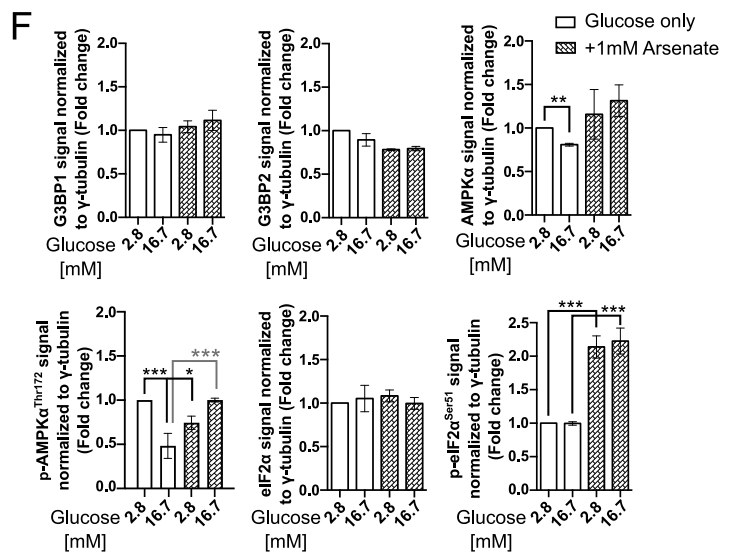 F
Glucose only
+1mM Arsenate
G3BP1 signal normalized
to γ-tubulin (Fold change)
2.0
1.5
1.0
0.5
0.0
Glucose
[mM]
2.8
16.7
2.8
16.7
G3BP2 signal normalized
to γ-tubulin (Fold change)
2.0
1.5
1.0
0.5
0.0
Glucose
[mM]
2.8
16.7
2.8
16.7
AMPKα signal normalized
to γ-tubulin (Fold change)
2.0
1.5
1.0
0.5
0.0
**
Glucose
[mM]
2.8
16.7
2.8
16.7
p-AMPKα^Thr172 signal
normalized to γ-tubulin
(Fold change)
2.0
1.5
1.0
0.5
0.0
***
*** *
Glucose
[mM]
2.8
16.7
2.8
16.7
eIF2α signal normalized
to γ-tubulin (Fold change)
2.0
1.5
1.0
0.5
0.0
Glucose
[mM]
2.8
16.7
2.8
16.7
p-eIF2α^Ser51 signal
normalized to γ-tubulin
(Fold change)
2.5
2.0
1.5
1.0
0.5
0.0
*** ***
Glucose
[mM]
2.8
16.7
2.8
16.7